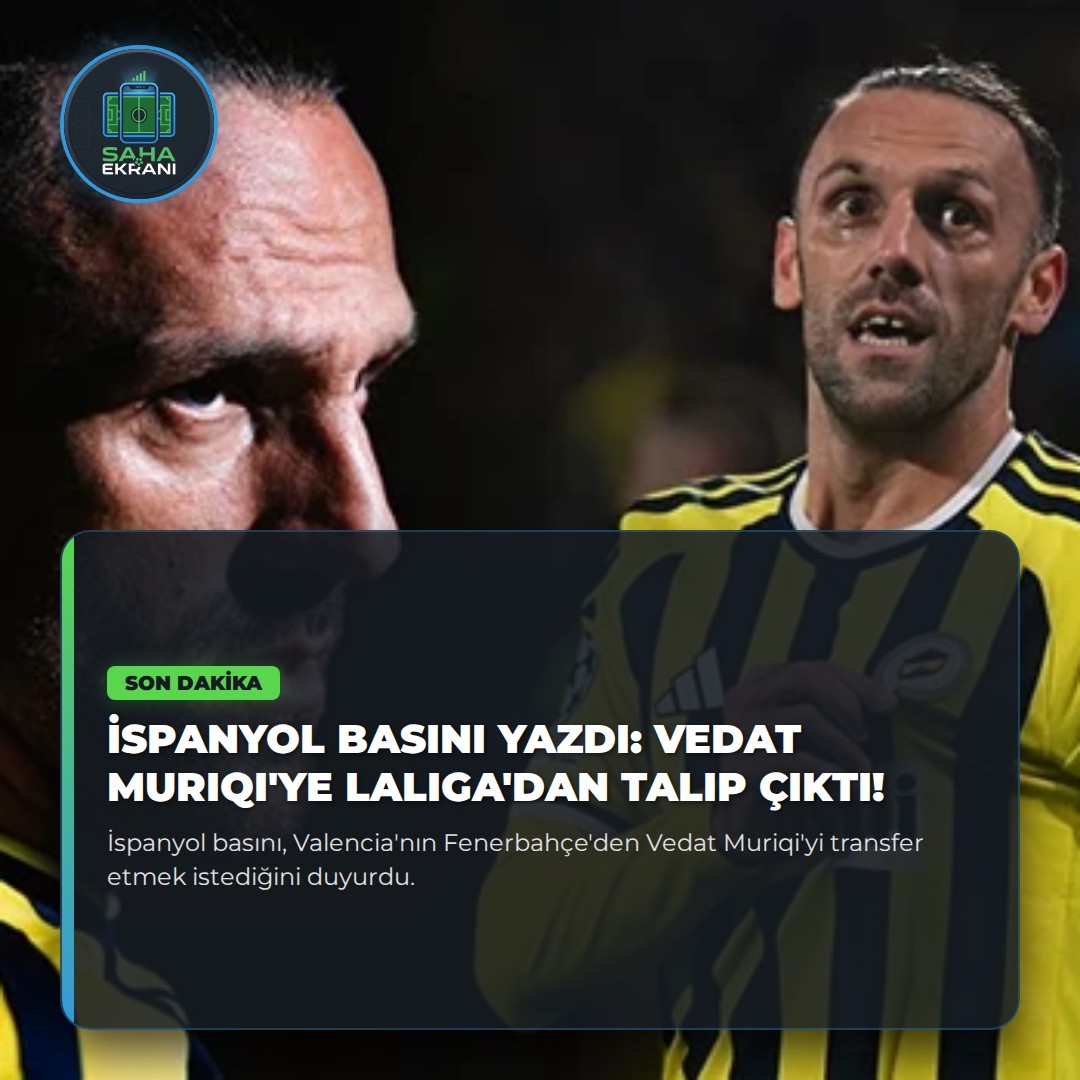 SAHA
EKRANI
SON DAKİKA
İSPANYOL BASINI YAZDI: VEDAT
MURIQI'YE LALIGA'DAN TALIP ÇIKTI!
İspanyol basını, Valencia'nın Fenerbahçe'den Vedat Muriqi'yi transfer
etmek istediğini duyurdu.